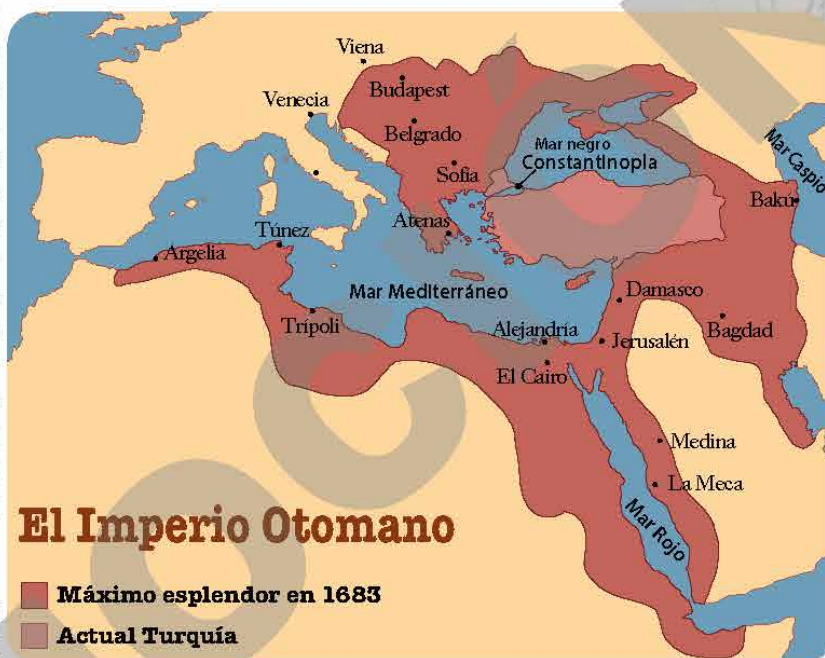 Viena
Budapest
Venecia
Belgrado
Mar negro
Constantinopla
Sofía
Mar Caspio
Bakú
Atenas
Túnez
Argelia
Mar Mediterráneo
Damasco
Trípoli
Alejandría
Jerusalén
Bagdad
El Cairo
Medina
La Meca
Mar Rojo
El Imperio Otomano
Máximo esplendor en 1683
Actual Turquía